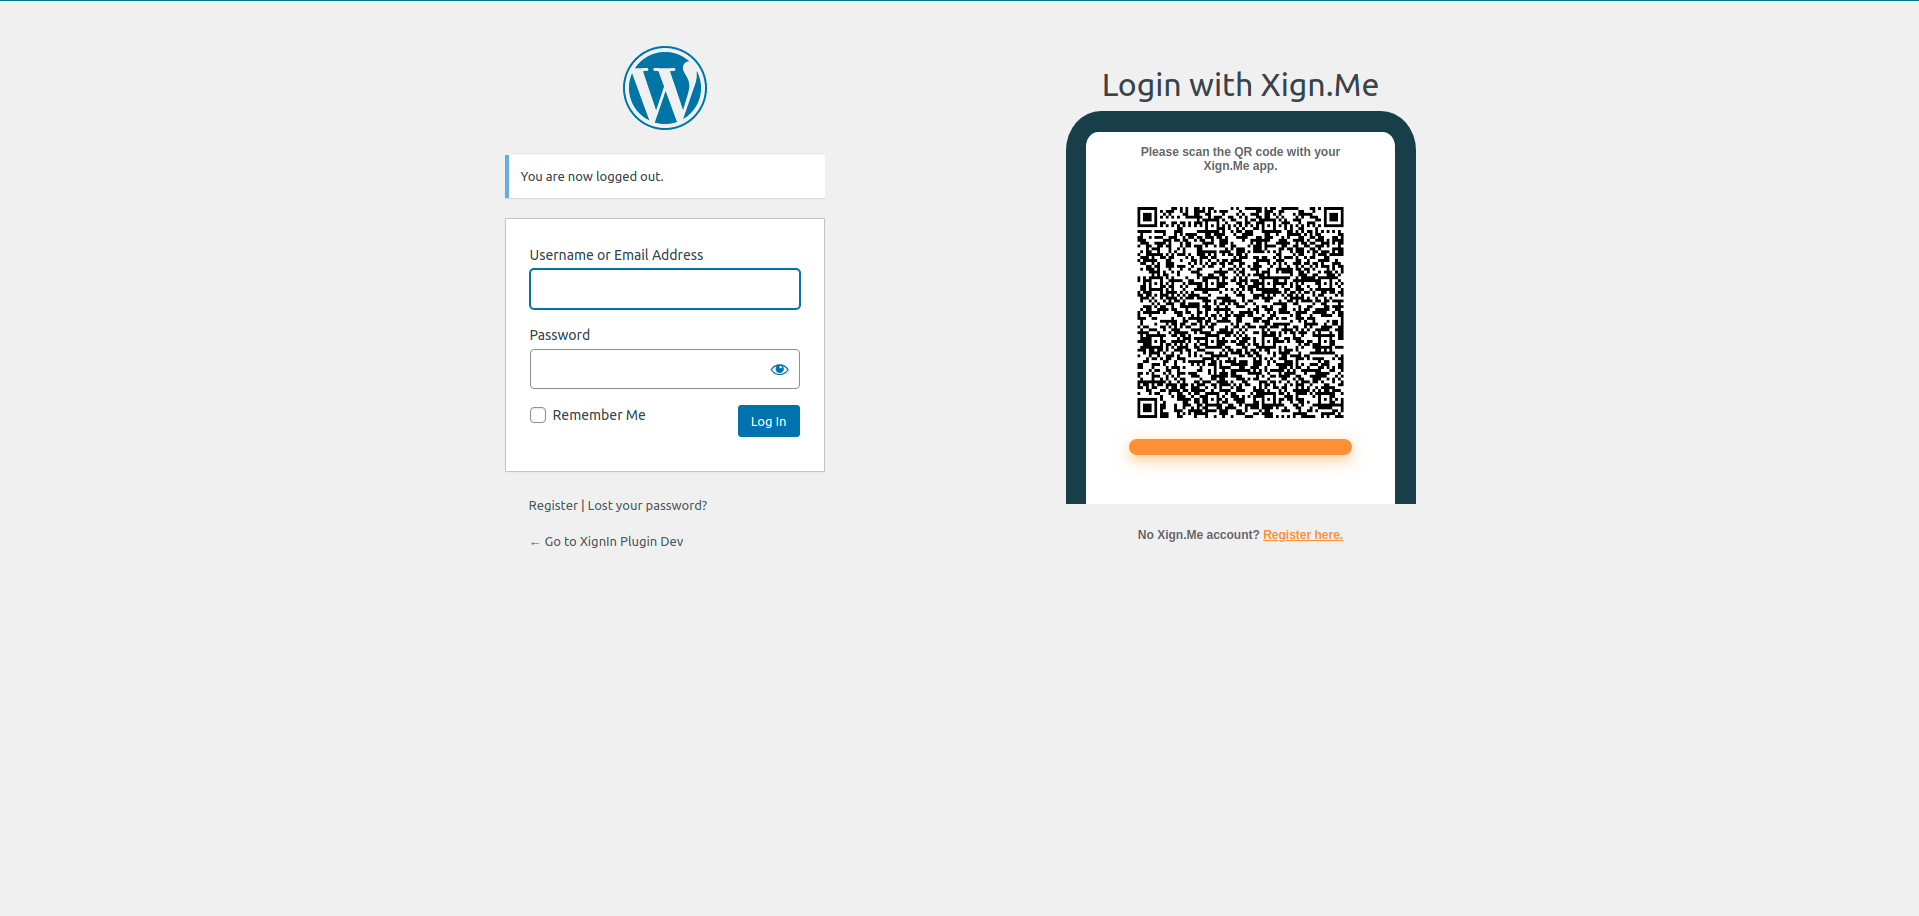 You are now logged out.
Username or Email Address
Password
Remember Me
Log In
Register | Lost your password?
← Go to XignIn Plugin Dev
Login with Xign.Me
Please scan the QR code with your
Xign.Me app.
No Xign.Me account? Register here.